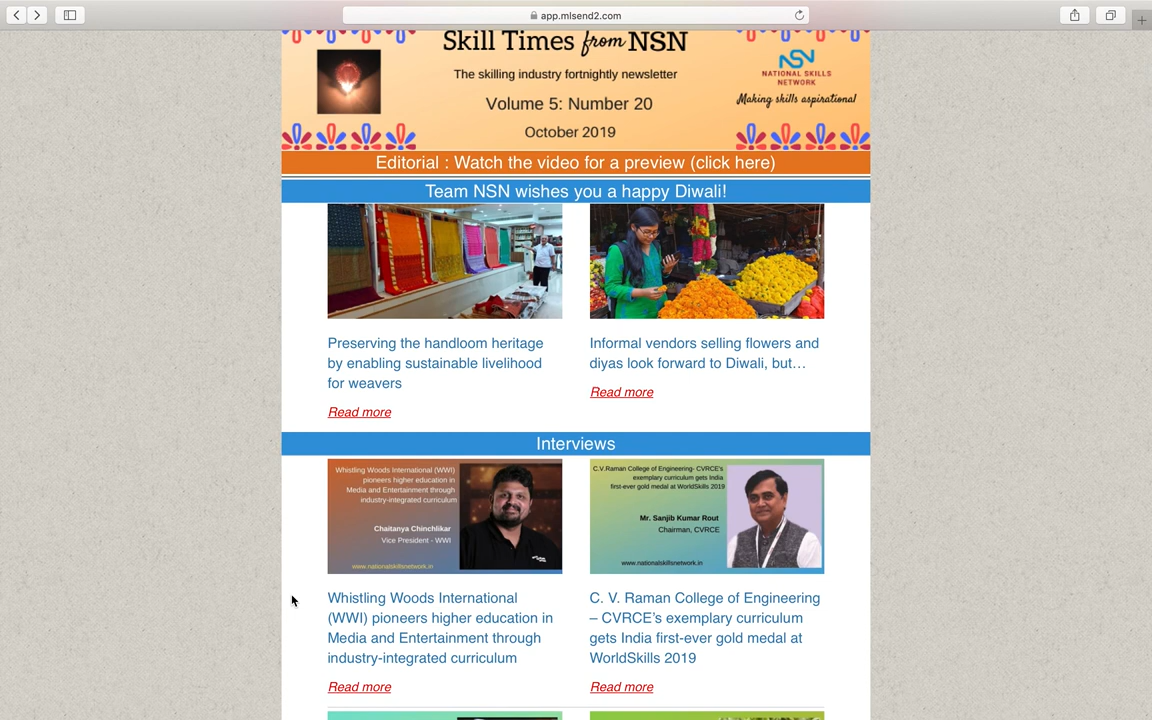 app.mlsend2.com
Skill Times from NSN
The skilling industry fortnightly newsletter
Volume 5: Number 20
October 2019
NSN
NATIONAL SKILLS
NETWORK
Making skills aspirational
Editorial : Watch the video for a preview (click here)
Team NSN wishes you a happy Diwali!
Preserving the handloom heritage
by enabling sustainable livelihood
for weavers
Read more
Informal vendors selling flowers and
diyas look forward to Diwali, but…
Read more
Interviews
Whistling Woods International (WWI)
pioneers higher education in
Media and Entertainment through
industry-integrated curriculum
Chaitanya Chinchlikar
Vice President - WWI
www.nationalskillsnetwork.in
C.V.Raman College of Engineering- CVRCE's
exemplary curriculum gets India
first-ever gold medal at WorldSkills 2019
Mr. Sanjib Kumar Rout
Chairman, CVRCE
www.nationalskillsnetwork.in
Whistling Woods International
(WWI) pioneers higher education in
Media and Entertainment through
industry-integrated curriculum
Read more
C. V. Raman College of Engineering
– CVRCE's exemplary curriculum
gets India first-ever gold medal at
WorldSkills 2019
Read more